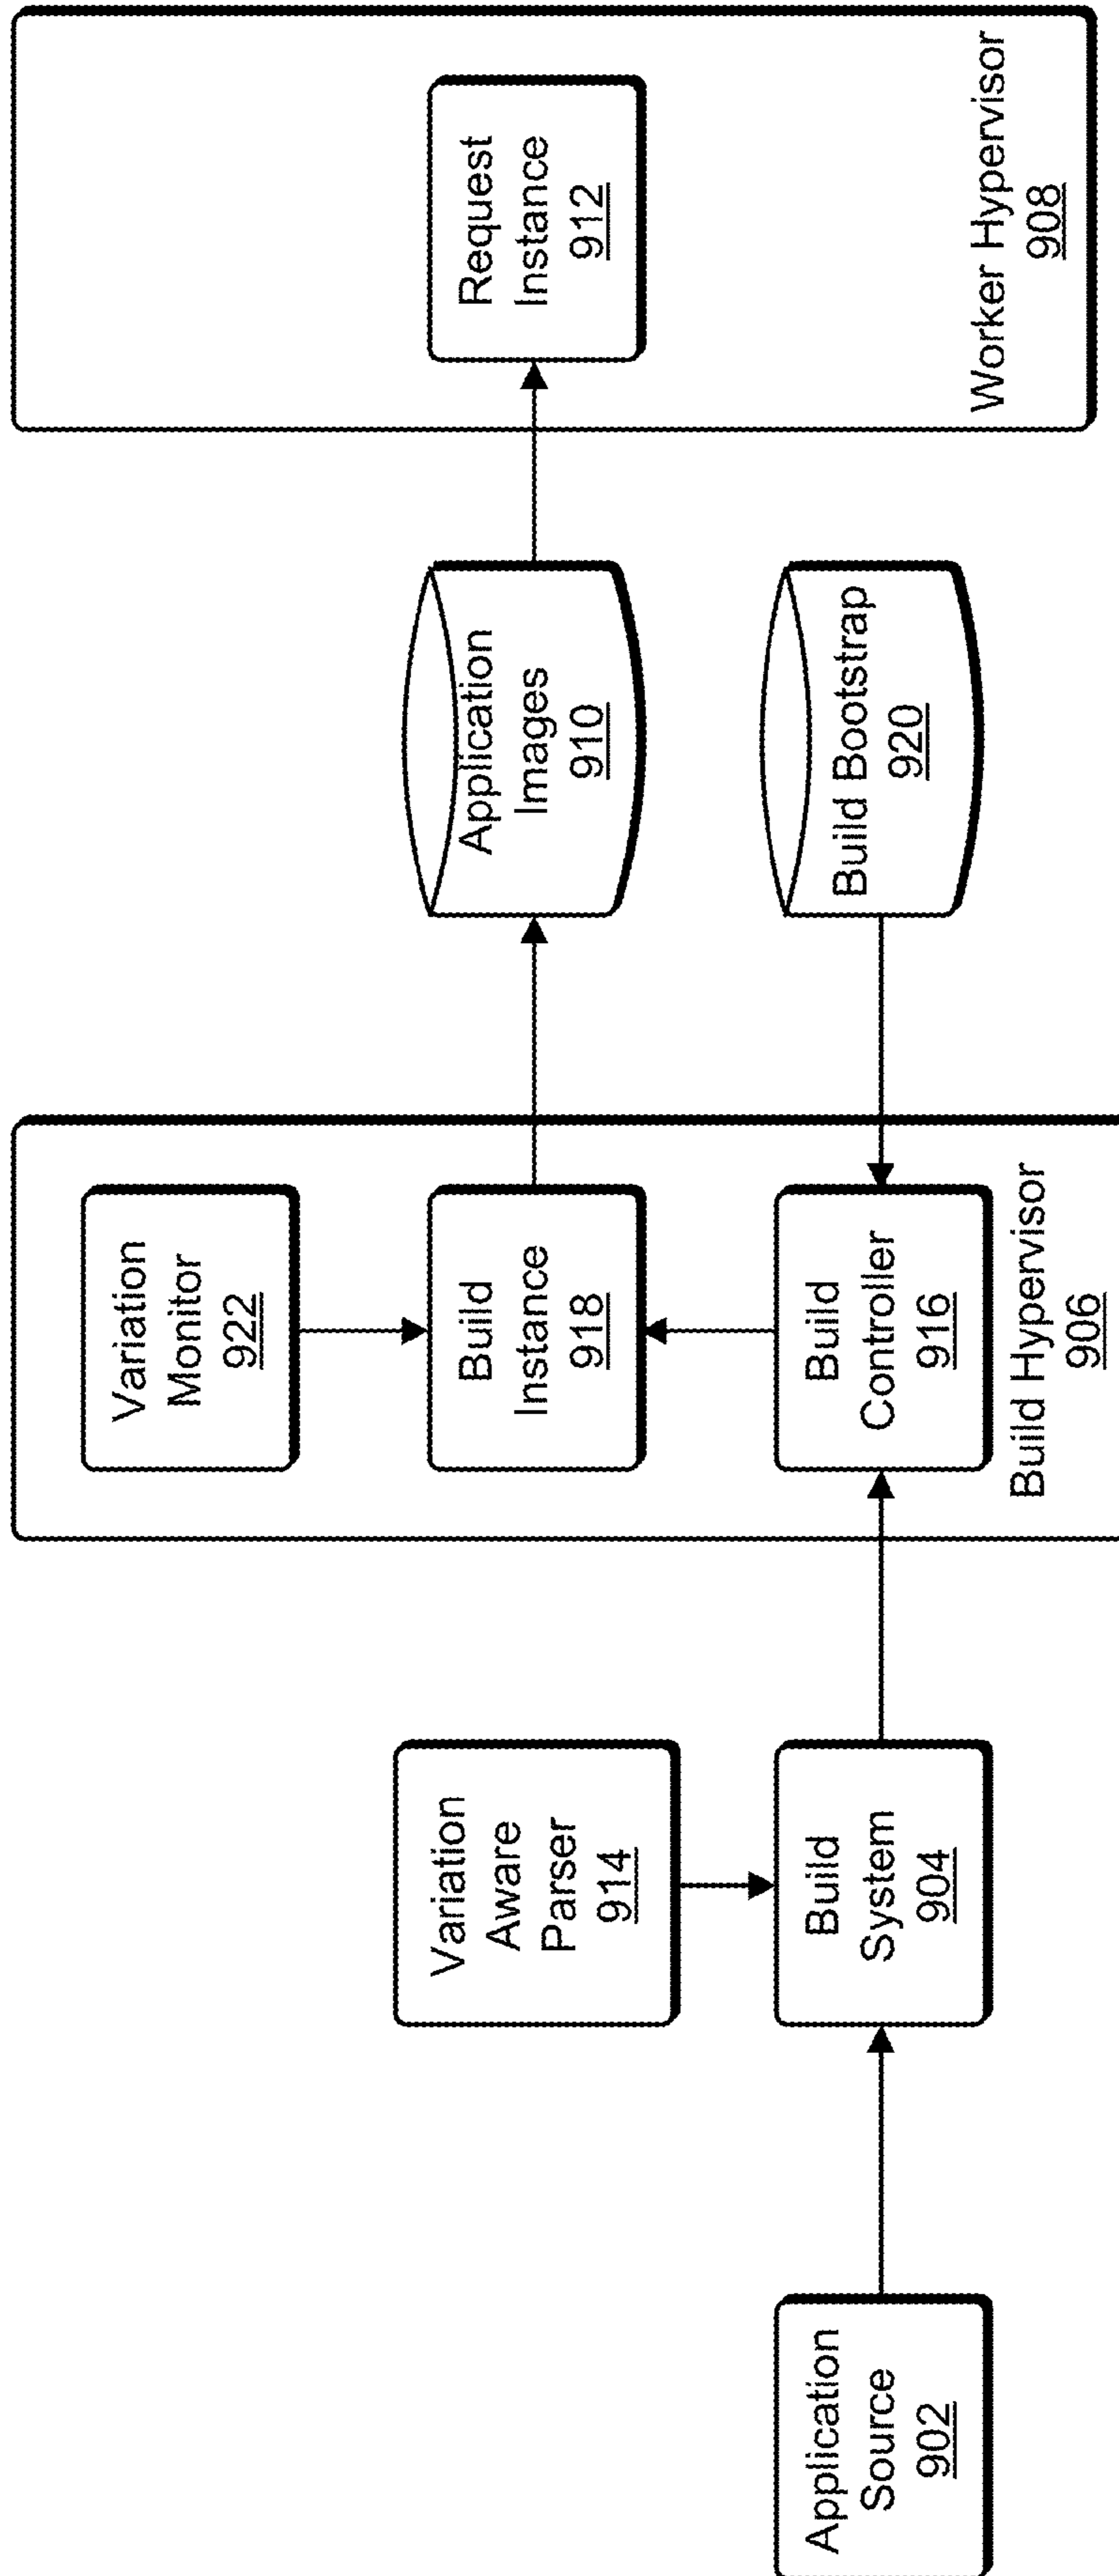 Application
Source
902
Variation
Aware
Parser
914
Build
System
904
Variation
Monitor
922
Build
Instance
918
Build
Controller
916
Build Hypervisor
906
Application
Images
910
Build Bootstrap
920
Request
Instance
912
Worker Hypervisor
908